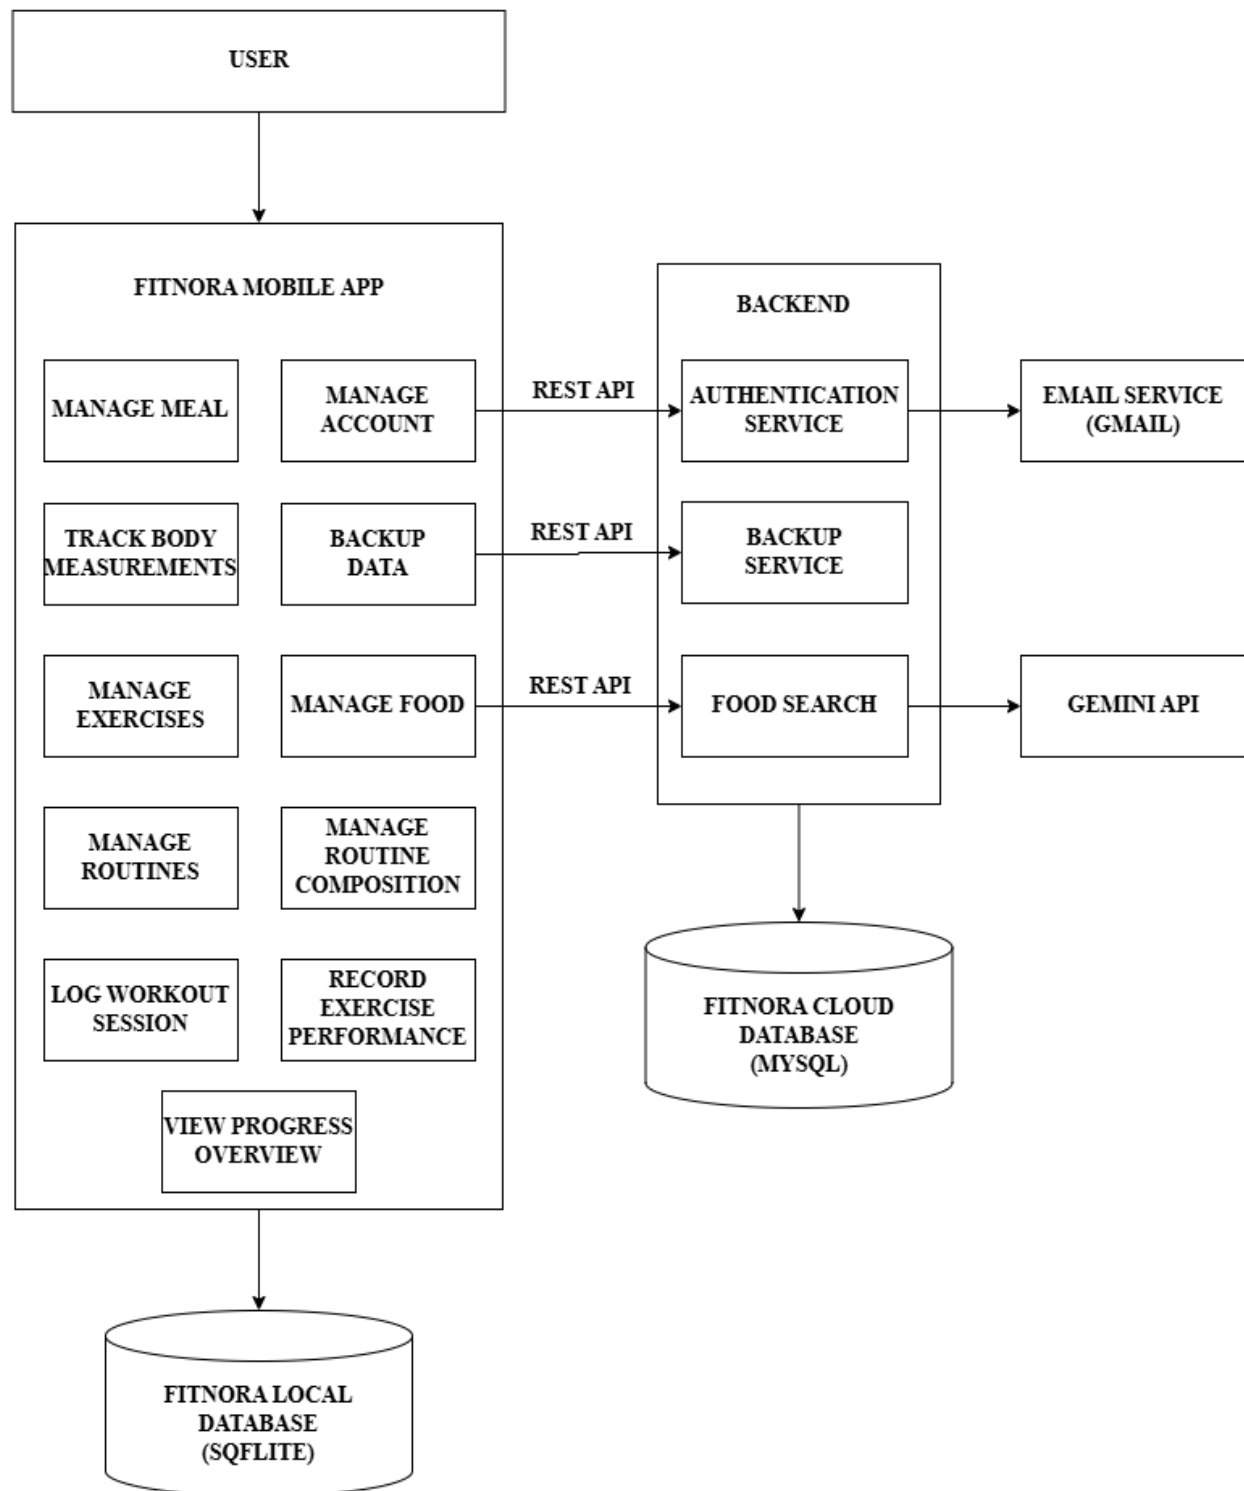 USER
FITNORA MOBILE APP
MANAGE MEAL
MANAGE
ACCOUNT
TRACK BODY
MEASUREMENTS
BACKUP
DATA
MANAGE
EXERCISES
MANAGE FOOD
MANAGE
ROUTINES
MANAGE
ROUTINE
COMPOSITION
LOG WORKOUT
SESSION
RECORD
EXERCISE
PERFORMANCE
VIEW PROGRESS
OVERVIEW
REST API
REST API
REST API
BACKEND
AUTHENTICATION
SERVICE
BACKUP
SERVICE
FOOD SEARCH
EMAIL SERVICE
(GMAIL)
GEMINI API
FITNORA CLOUD
DATABASE
(MYSQL)
FITNORA LOCAL
DATABASE
(SQFLITE)